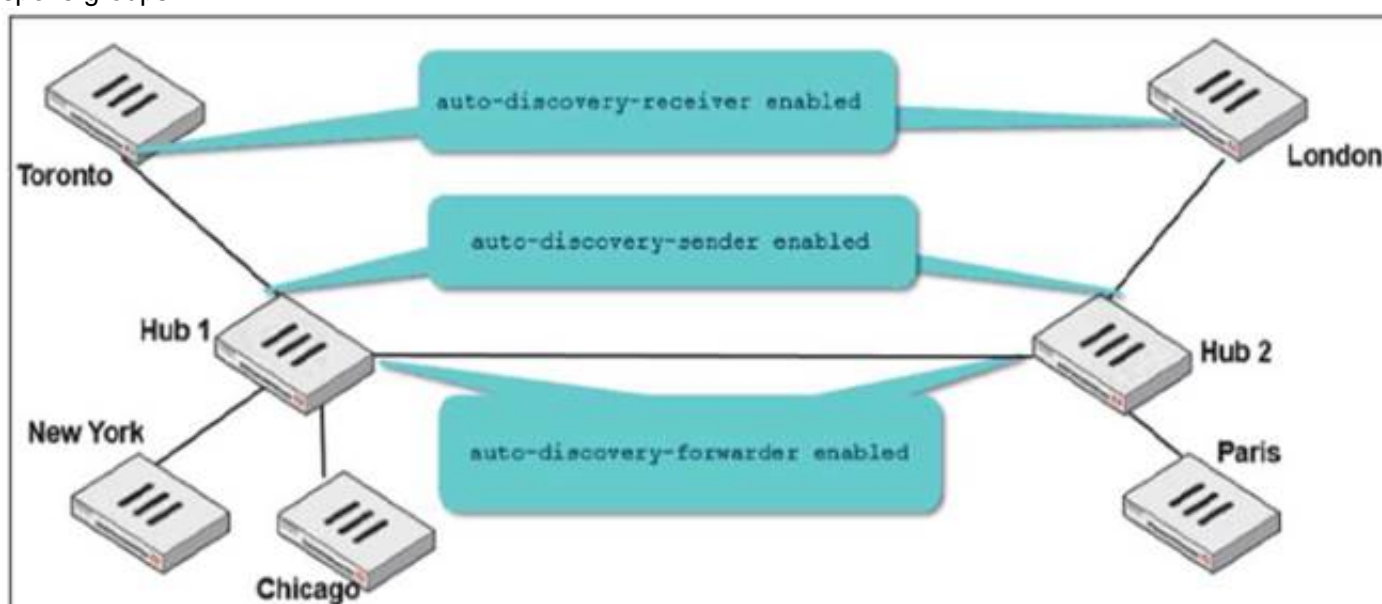 auto-discovery-receiver enabled
Toronto
London
auto-discovery-sender enabled
Hub 1
Hub 2
New York
auto-discovery-forwarder enabled
Paris
Chicago